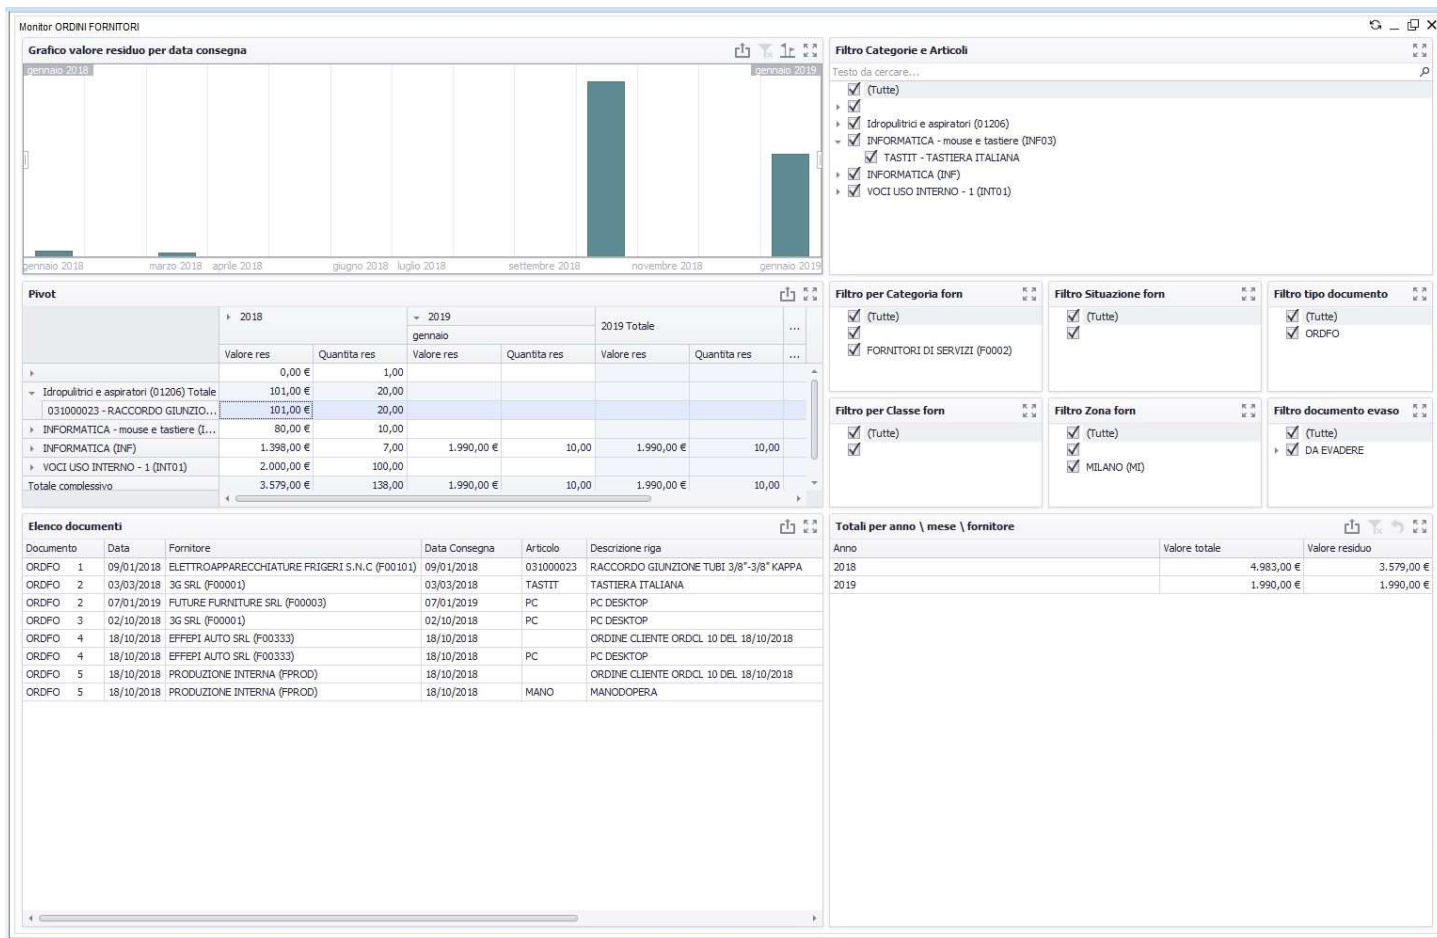 Monitor ORDINI FORNITORI
Grafico valore residuo per data consegna
gennaio 2018
gennaio 2019
gennaio 2018 marzo 2018 aprile 2018 giugno 2018 luglio 2018 settembre 2018 novembre 2018 gennaio 2019
Filtro Categorie e Articoli
Testo da cercare...
(Tutte)
Idropulitrici e aspiratori (01206)
INFORMATICA - mouse e tastiere (INF03)
TASTIT - TASTIERA ITALIANA
INFORMATICA (INF)
VOCI USO INTERNO - 1 (INT01)
Pivot
2018 2019 2019 Totale ...
gennaio
Valore res Quantita res Valore res Quantita res Valore res Quantita res ...
0,00 € 1,00
Idropulitrici e aspiratori (01206) Totale 101,00 € 20,00
031000023 - RACCORDO GIUNZIO... 101,00 € 20,00
INFORMATICA - mouse e tastiere (I... 80,00 € 10,00
INFORMATICA (INF) 1.398,00 € 7,00 1.990,00 € 10,00 1.990,00 € 10,00
VOCI USO INTERNO - 1 (INT01) 2.000,00 € 100,00
Totale complessivo 3.579,00 € 138,00 1.990,00 € 10,00 1.990,00 € 10,00
Filtro per Categoria forn
(Tutte)
FORNITORI DI SERVIZI (F0002)
Filtro Situazione forn
(Tutte)
Filtro tipo documento
(Tutte)
ORDFO
Filtro per Classe forn
(Tutte)
Filtro Zona forn
(Tutte)
MILANO (MI)
Filtro documento evaso
(Tutte)
DA EVADERE
Elenco documenti
Documento Data Fornitore Data Consegna Articolo Descrizione riga
ORDFO 1 09/01/2018 ELETTROAPPARECCHIATURE FRIGERI S.N.C (F00101) 09/01/2018 031000023 RACCORDO GIUNZIONE TUBI 3/8"-3/8" KAPPA
ORDFO 2 03/03/2018 3G SRL (F00001) 03/03/2018 TASTIT TASTIERA ITALIANA
ORDFO 2 07/01/2019 FUTURE FURNITURE SRL (F00003) 07/01/2019 PC PC DESKTOP
ORDFO 3 02/10/2018 3G SRL (F00001) 02/10/2018 PC PC DESKTOP
ORDFO 4 18/10/2018 EFFEPI AUTO SRL (F00333) 18/10/2018 ORDINE CLIENTE ORDCL 10 DEL 18/10/2018
ORDFO 4 18/10/2018 EFFEPI AUTO SRL (F00333) 18/10/2018 PC PC DESKTOP
ORDFO 5 18/10/2018 PRODUZIONE INTERNA (FPROD) 18/10/2018 ORDINE CLIENTE ORDCL 10 DEL 18/10/2018
ORDFO 5 18/10/2018 PRODUZIONE INTERNA (FPROD) 18/10/2018 MANO MANODOPERA
Totali per anno \ mese \ fornitore
Anno Valore totale Valore residuo
2018 4.983,00 € 3.579,00 €
2019 1.990,00 € 1.990,00 €